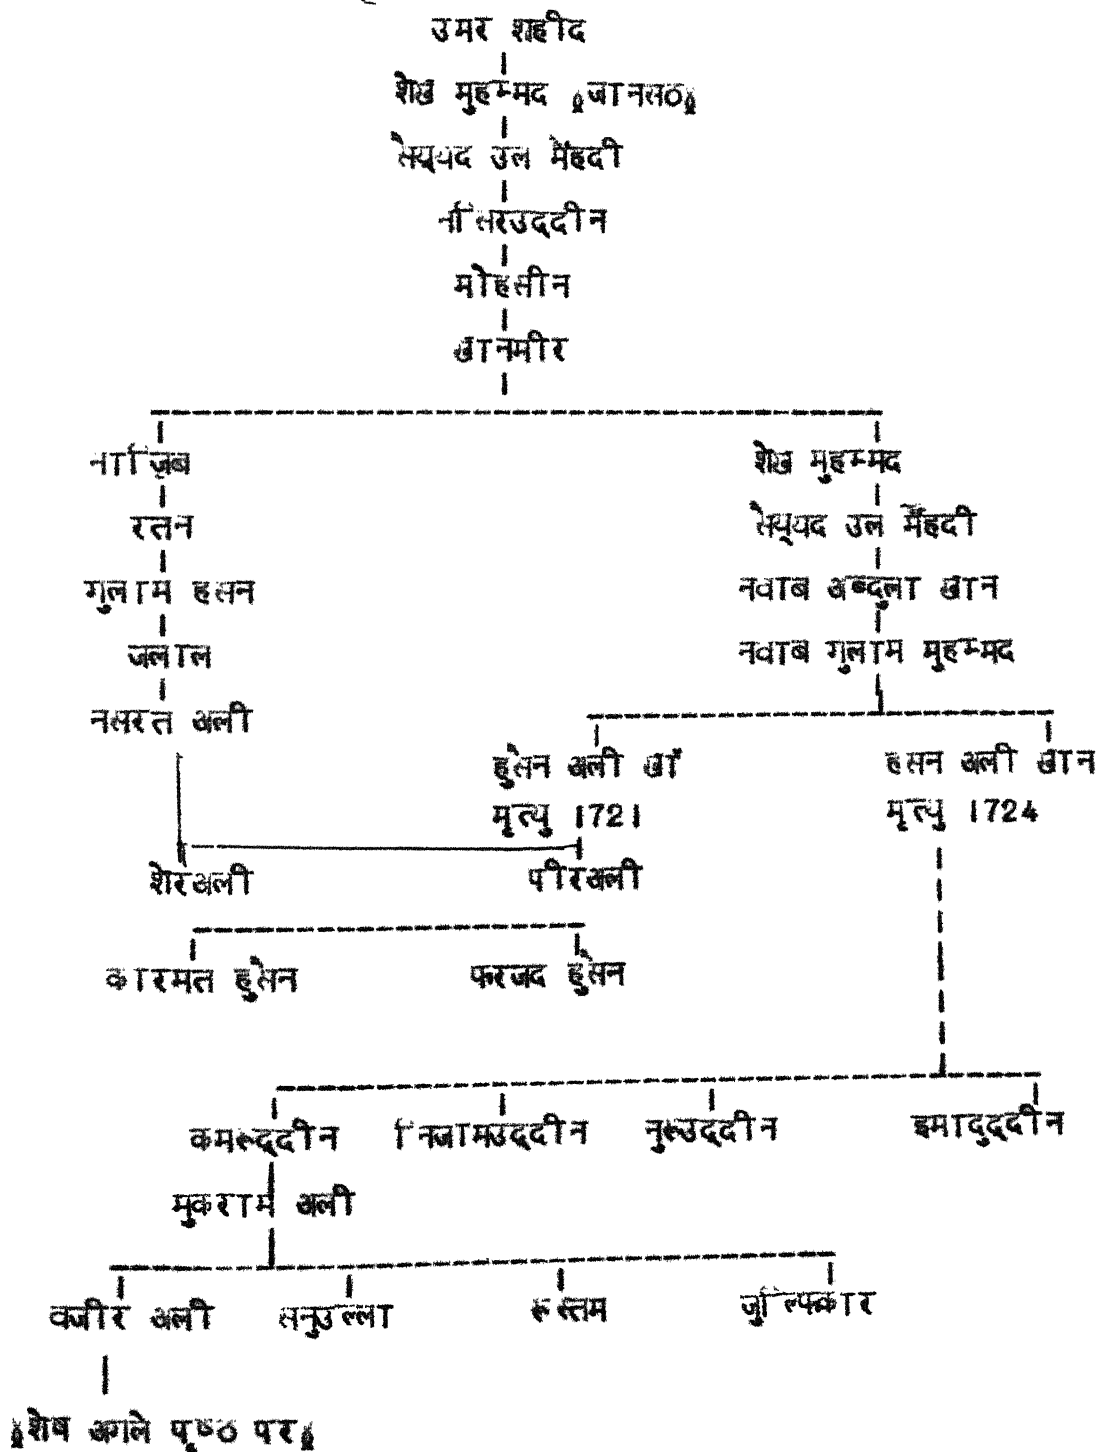 उमर शहीद
शेख मुहम्मद (जानसठ)
सैय्यद उल मेंहदी
नासिरउद्दीन
मोहसीन
खानमीर
नाज़िब शेख मुहम्मद
रतन सैय्यद उल मेंहदी
गुलाम हसन नवाब अब्दुला खान
जलाल नवाब गुलाम मुहम्मद
नसरत अली
हुसैन अली खाँ हसन अली खान
मृत्यु 1721 मृत्यु 1724
शेरअली पीरअली
कारमत हुसैन फरजद हुसैन
कमरूद्दीन निजामउद्दीन नुरूउद्दीन इमादुद्दीन
मुकराम अली
वजीर अली सनुउल्ला रूस्तम जुल्फिकार
(शेष अगले पृष्ठ पर)